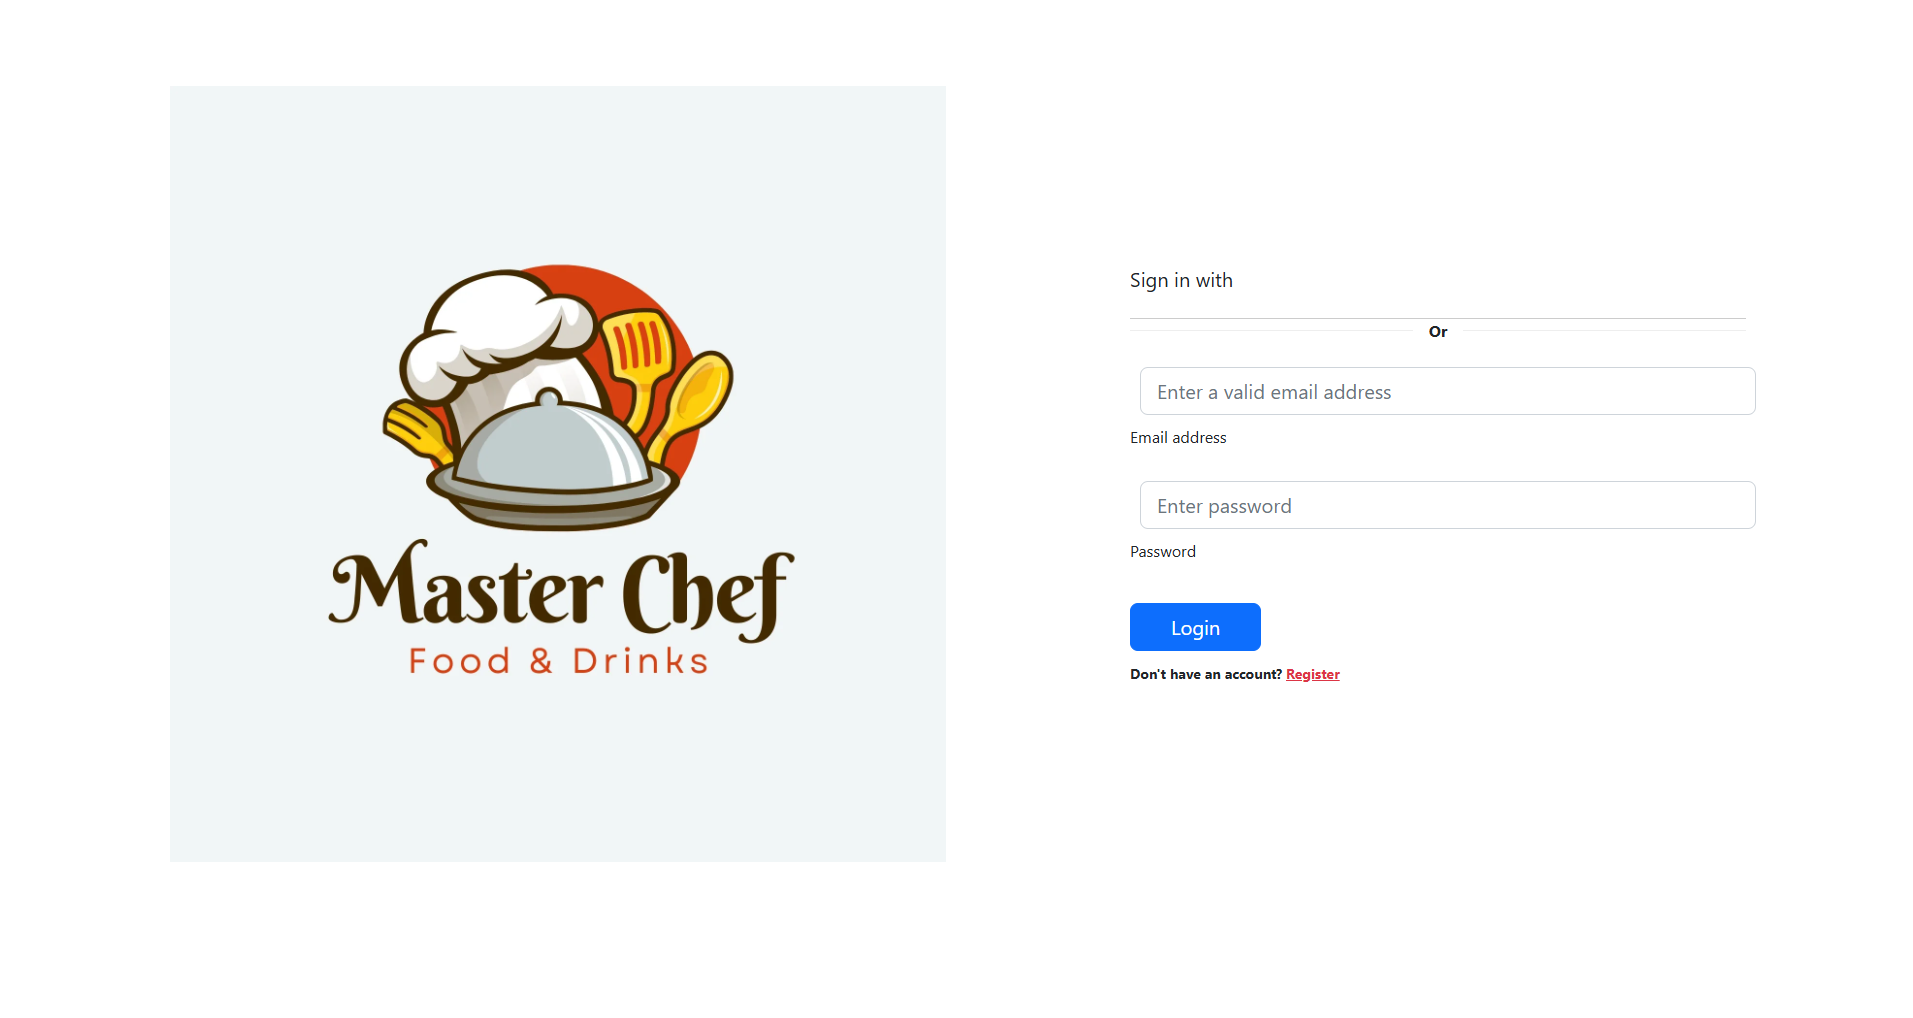 Master Chef
Food & Drinks
Sign in with
Or
Enter a valid email address
Email address
Enter password
Password
Login
Don't have an account? Register